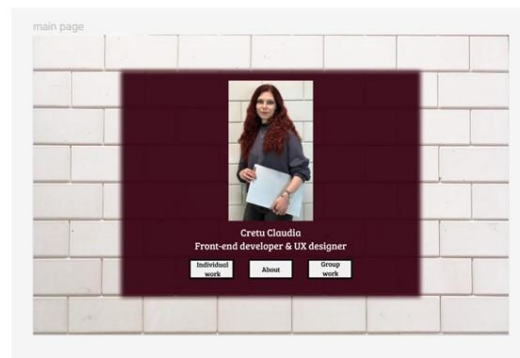 main page
Cretu Claudia
Front-end developer & UX designer
Individual
work
About
Group
work